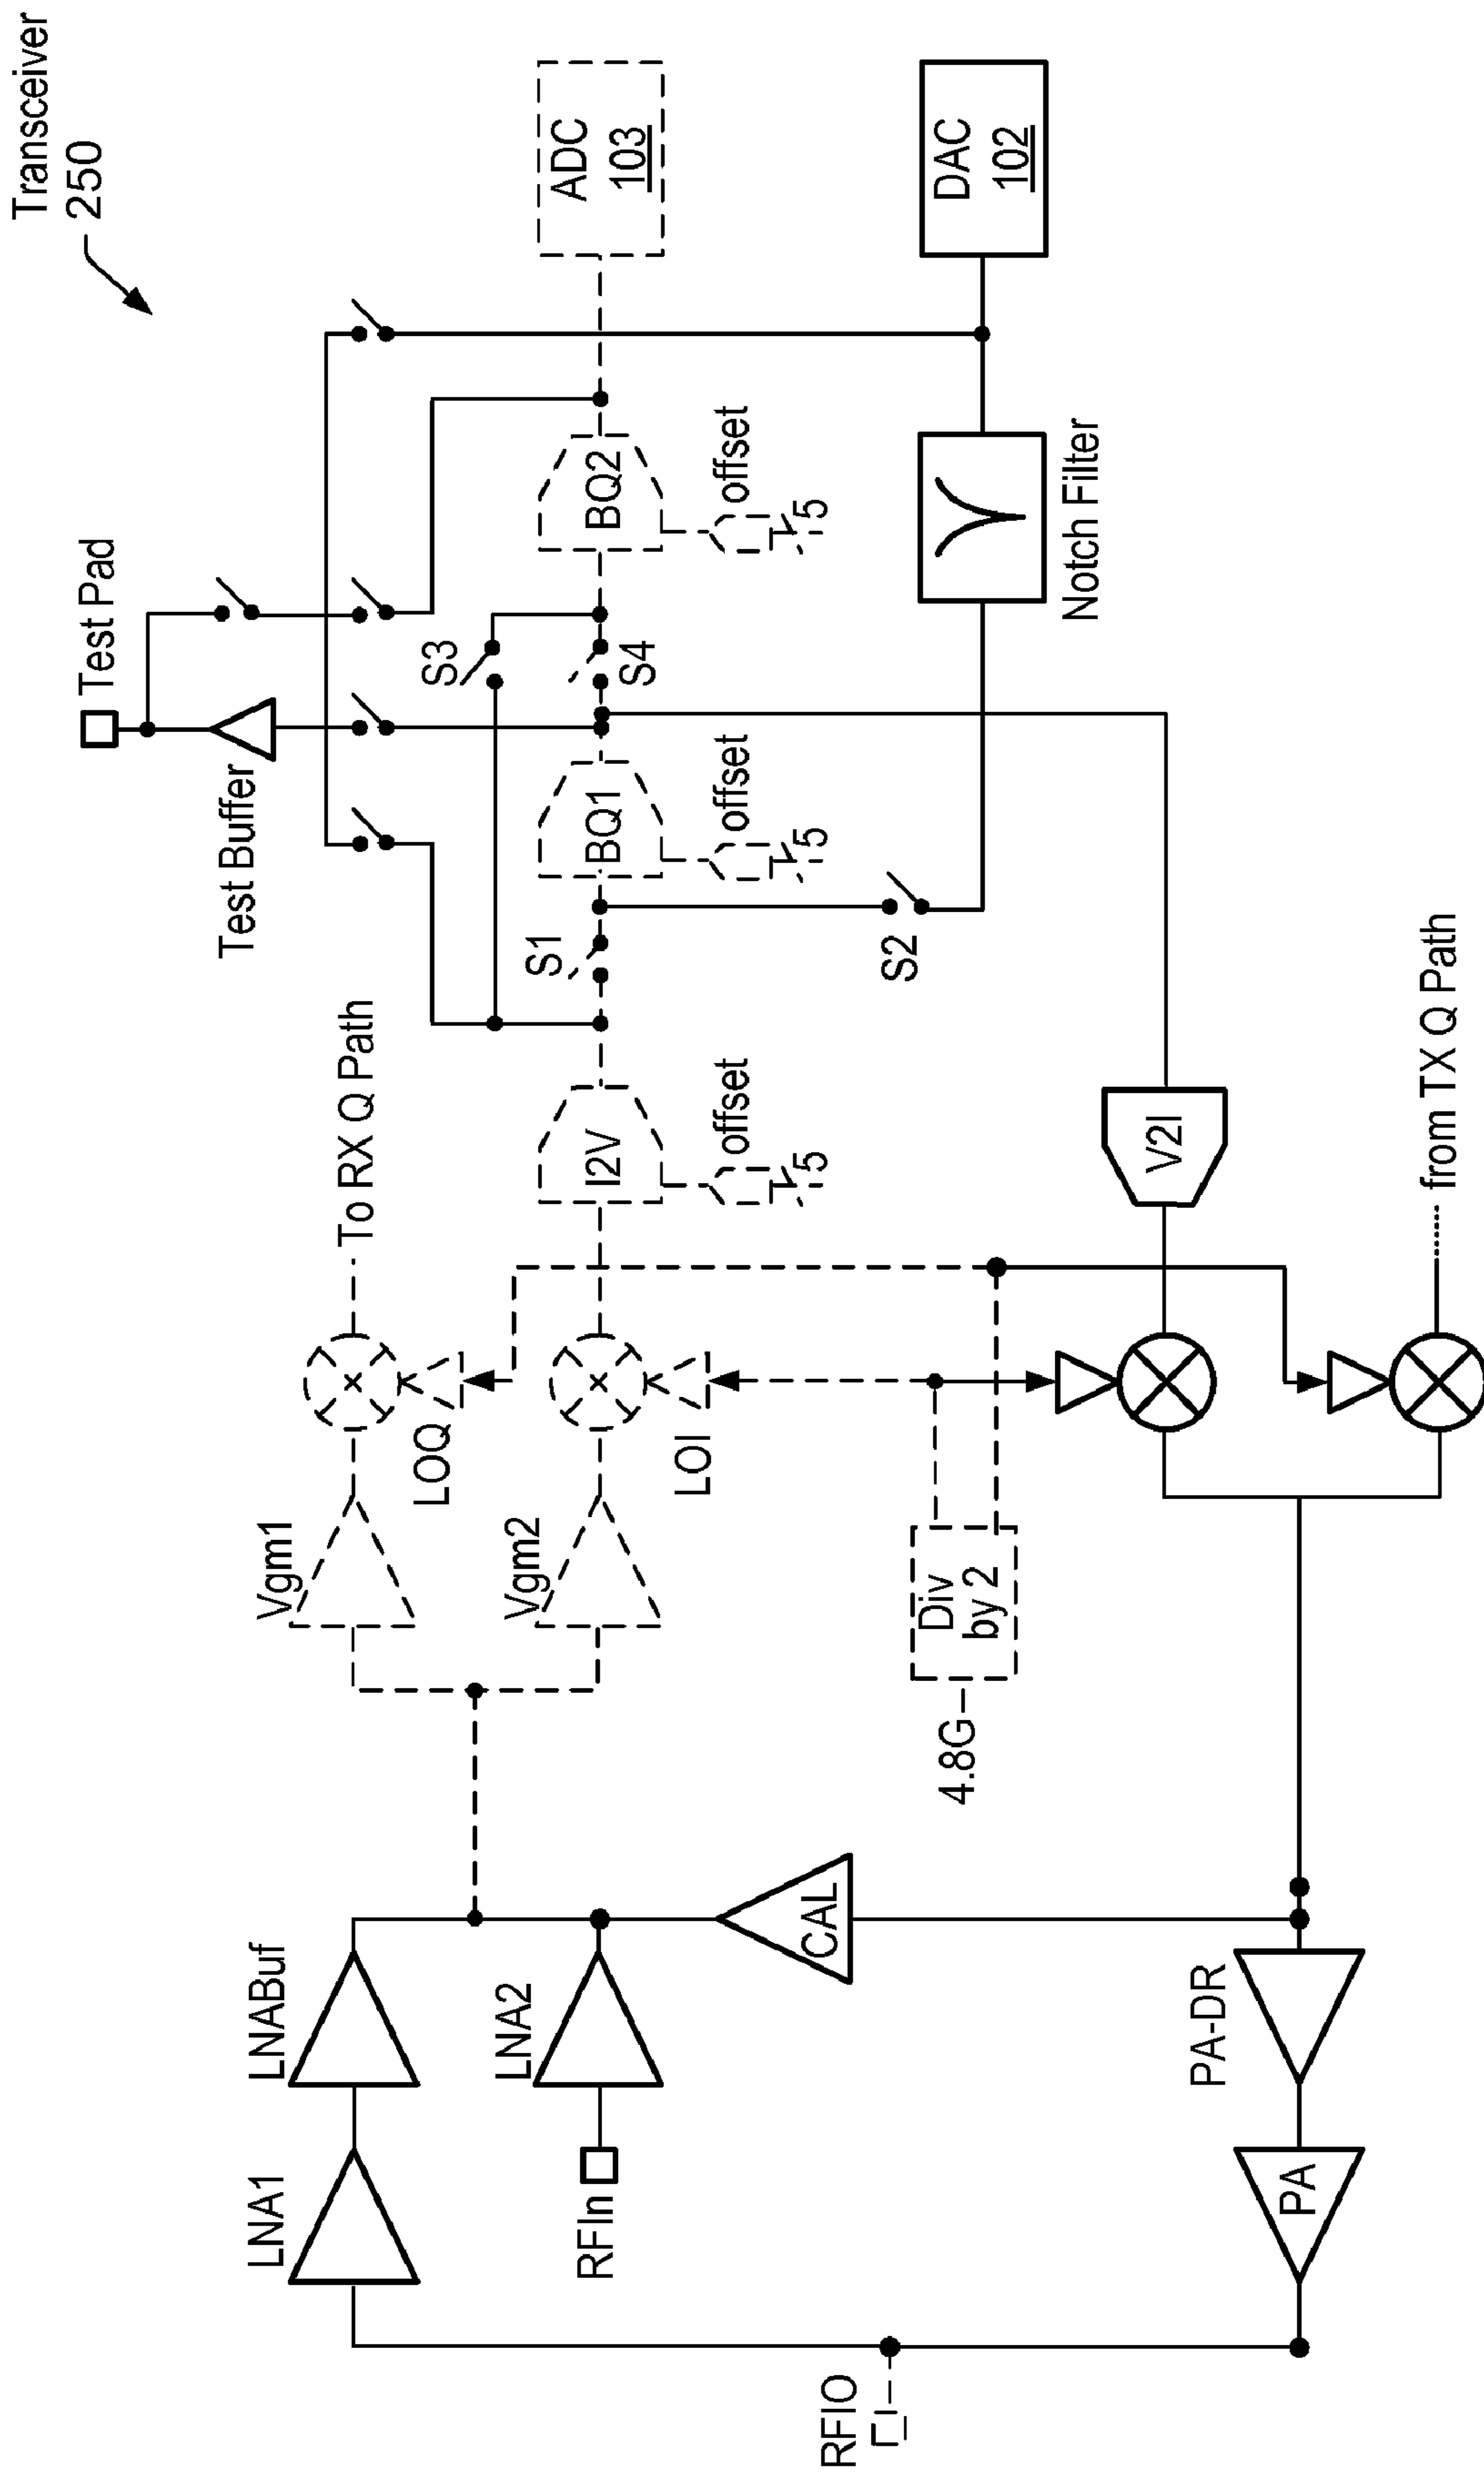 Transceiver
250
Test Pad
Test Buffer
ADC
103
DAC
102
BQ2
offset
5
S3
S4
Notch Filter
BQ1
offset
5
S1
S2
To RX Q Path
I2V
offset
5
V2I
from TX Q Path
LOQ
LOI
Vgm1
Vgm2
Div
by 2
4.8G
LNABuf
LNA2
CAL
PA-DR
LNA1
RFIn
PA
RFIO